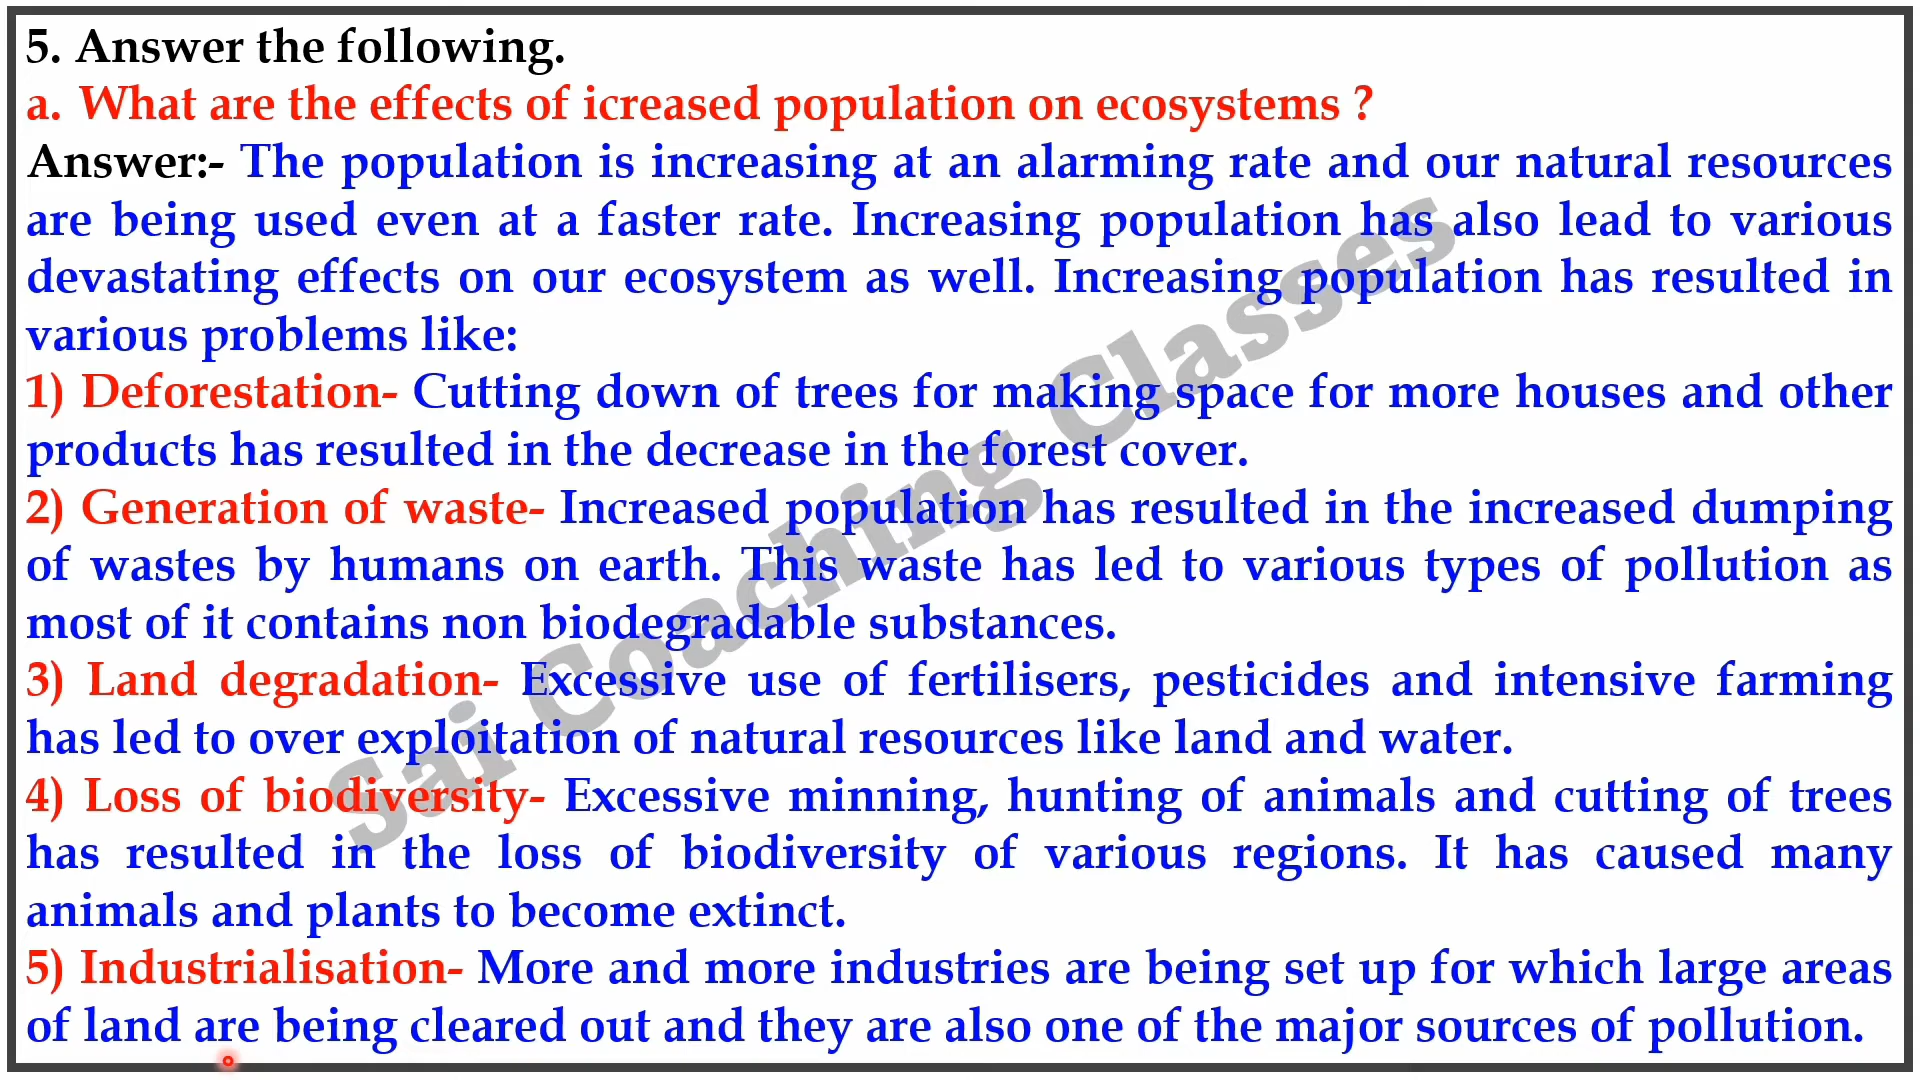 5. Answer the following.
a. What are the effects of icreased population on ecosystems ?
Answer:- The population is increasing at an alarming rate and our natural resources
are being used even at a faster rate. Increasing population has also lead to various
devastating effects on our ecosystem as well. Increasing population has resulted in
various problems like:
1) Deforestation- Cutting down of trees for making space for more houses and other
products has resulted in the decrease in the forest cover.
2) Generation of waste- Increased population has resulted in the increased dumping
of wastes by humans on earth. This waste has led to various types of pollution as
most of it contains non biodegradable substances.
3) Land degradation- Excessive use of fertilisers, pesticides and intensive farming
has led to over exploitation of natural resources like land and water.
4) Loss of biodiversity- Excessive minning, hunting of animals and cutting of trees
has resulted in the loss of biodiversity of various regions. It has caused many
animals and plants to become extinct.
5) Industrialisation- More and more industries are being set up for which large areas
of land are being cleared out and they are also one of the major sources of pollution.
Sai Coaching Classes